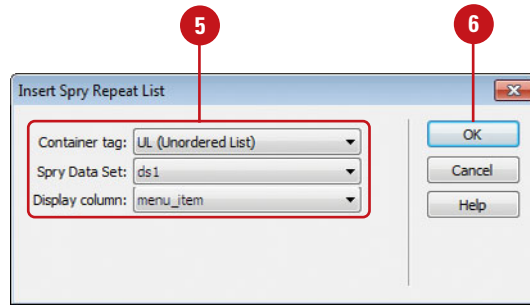 5
6
Insert Spry Repeat List
Container tag: UL (Unordered List)
OK
Spry Data Set: ds1
Cancel
Display column: menu_item
Help